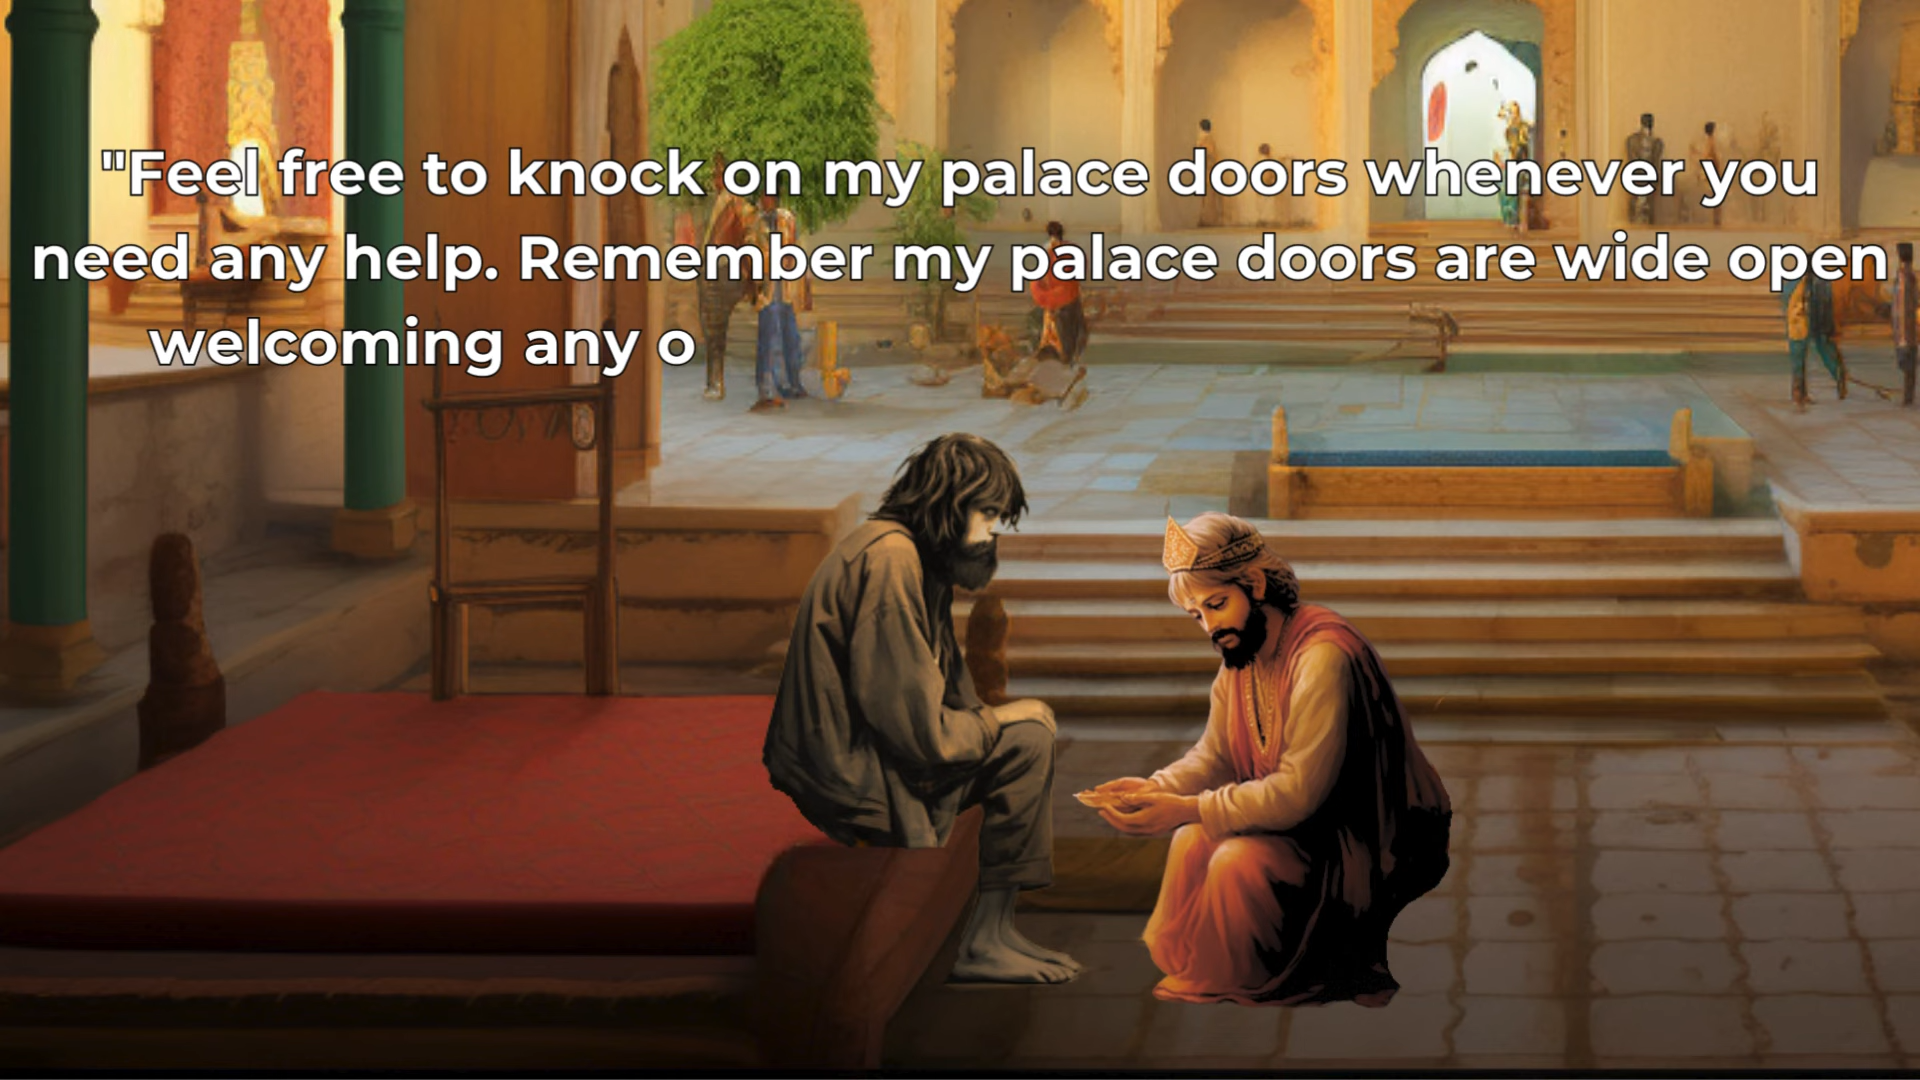 "Feel free to knock on my palace doors whenever you
need any help. Remember my palace doors are wide open
welcoming any o